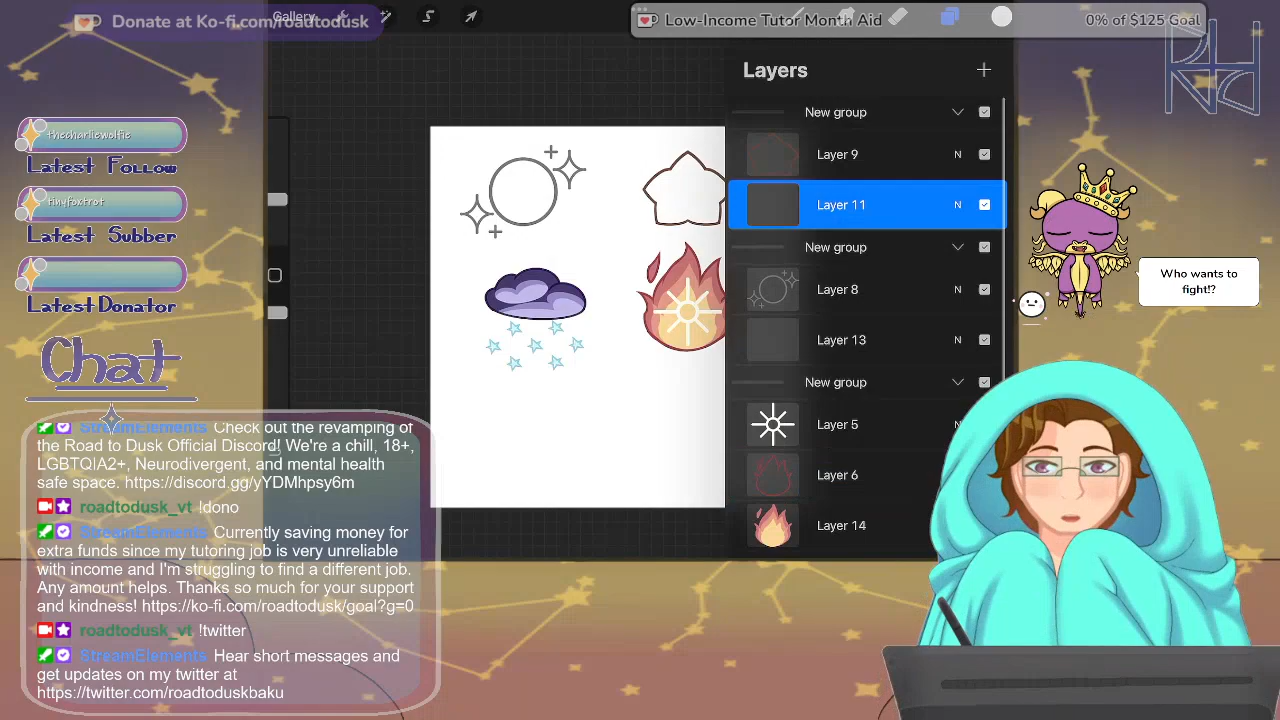 Donate at Ko-fi.com/roadtodusk
Gallery
Low-Income Tutor Month Aid
0% of $125 Goal
Layers
New group
Layer 9
N
Layer 11
N
New group
Layer 8
N
Layer 13
N
New group
Layer 5
Layer 6
Layer 14
thecharliewolfie
Latest Follow
tinyfoxtrot
Latest Subber
Latest Donator
Chat
StreamElements Check out the revamping of
the Road to Dusk Official Discord! We're a chill, 18+,
LGBTQIA2+, Neurodivergent, and mental health
safe space. https://discord.gg/yYDMhpsy6m
roadtodusk_vt !dono
StreamElements Currently saving money for
extra funds since my tutoring job is very unreliable
with income and I'm struggling to find a different job.
Any amount helps. Thanks so much for your support
and kindness! https://ko-fi.com/roadtodusk/goal?g=0
roadtodusk_vt !twitter
StreamElements Hear short messages and
get updates on my twitter at
https://twitter.com/roadtoduskbaku
Who wants to
fight!?